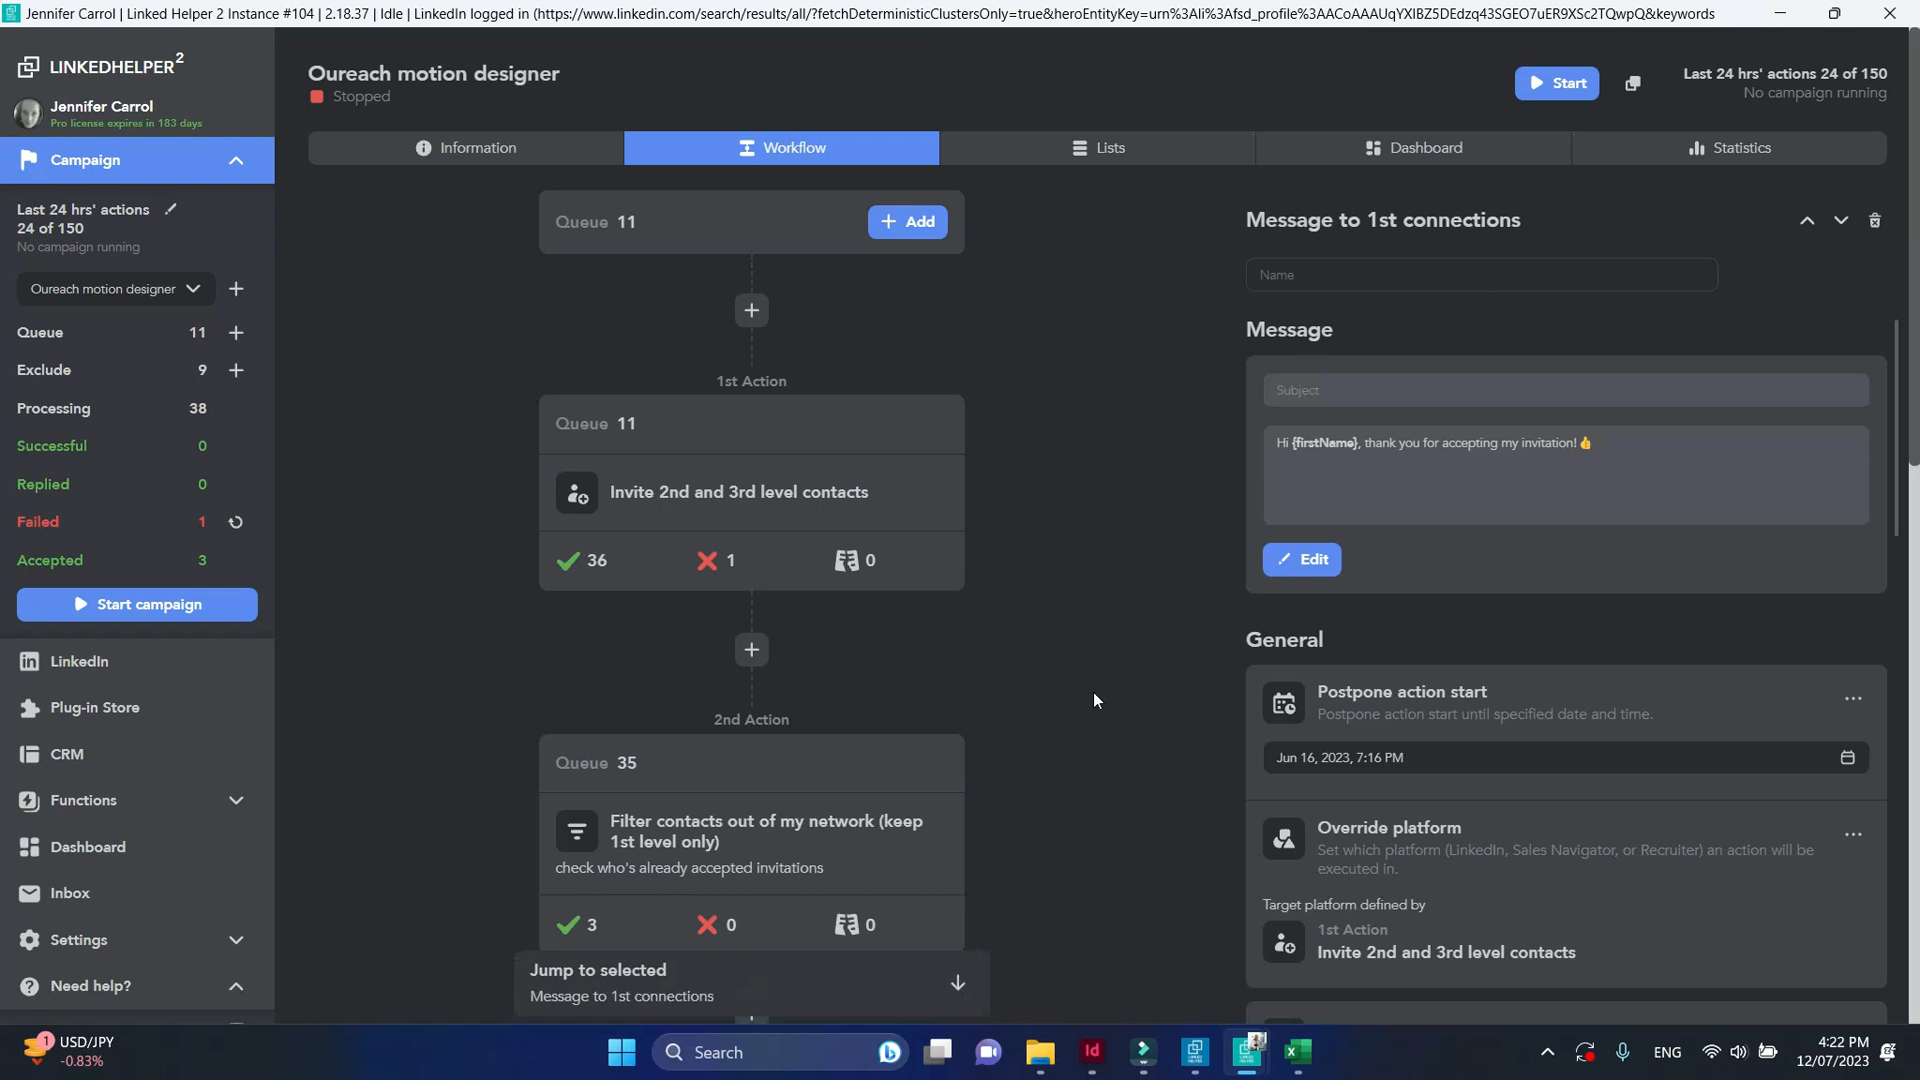 Jennifer Carrol | Linked Helper 2 Instance #104 | 2.18.37 | Idle | LinkedIn logged in (https://www.linkedin.com/search/results/all/?fetchDeterministicClustersOnly=true&heroEntityKey=urn%3Ali%3Afsd_profile%3AACoAAAUqYXIBZ5DEdzq43SGEO7uER9XSc2TQwpQ&keywords
LINKEDHELPER2
Jennifer Carrol
Pro license expires in 183 days
Campaign
Last 24 hrs' actions
24 of 150
No campaign running
Oureach motion designer
Queue 11
Exclude 9
Processing 38
Successful 0
Replied 0
Failed 1
Accepted 3
Start campaign
LinkedIn
Plug-in Store
CRM
Functions
Dashboard
Inbox
Settings
Need help?
Oureach motion designer
Stopped
Start
Last 24 hrs' actions 24 of 150
No campaign running
Information
Workflow
Lists
Dashboard
Statistics
Queue 11
Add
1st Action
Queue 11
Invite 2nd and 3rd level contacts
36 1 0
2nd Action
Queue 35
Filter contacts out of my network (keep
1st level only)
check who's already accepted invitations
3 0 0
Jump to selected
Message to 1st connections
Message to 1st connections
Name
Message
Subject
Hi {firstName}, thank you for accepting my invitation!👍
Edit
General
Postpone action start
Postpone action start until specified date and time.
Jun 16, 2023, 7:16 PM
Override platform
Set which platform (LinkedIn, Sales Navigator, or Recruiter) an action will be
executed in.
Target platform defined by
1st Action
Invite 2nd and 3rd level contacts
1
USD/JPY
-0.83%
Search
Id
ENG
4:22 PM
12/07/2023